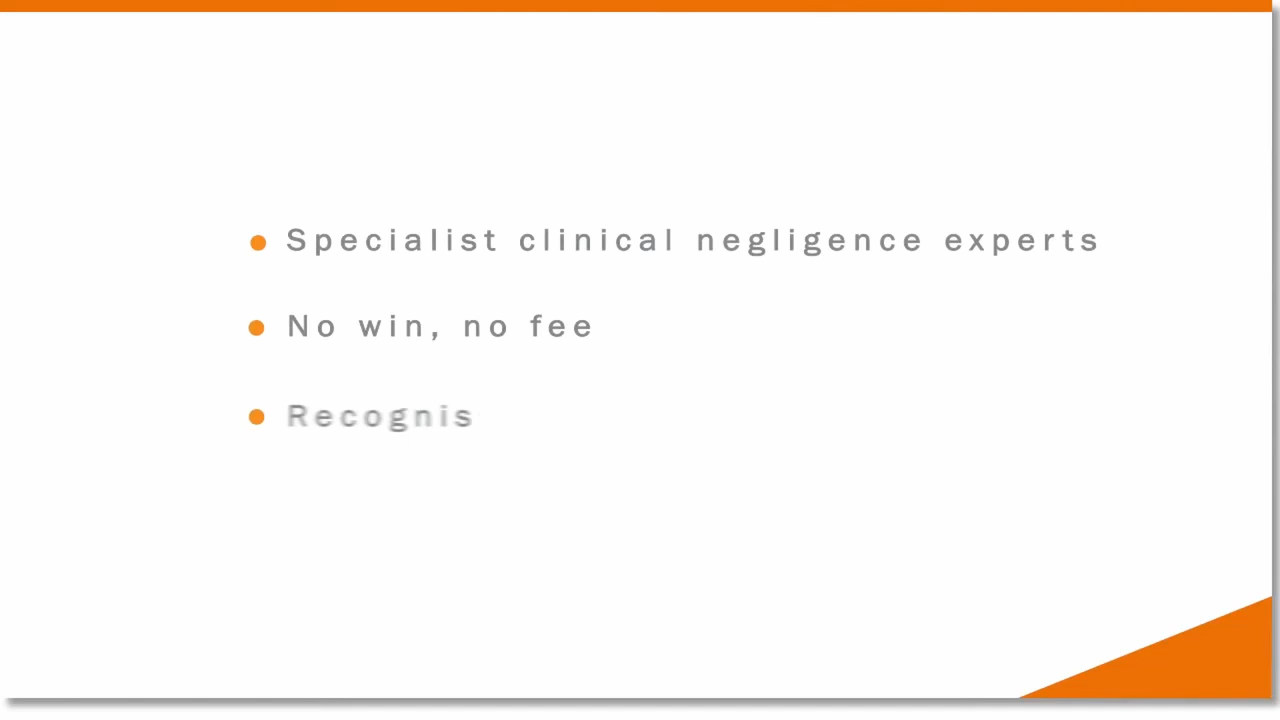 Specialist clinical negligence experts
No win, no fee
Recognis